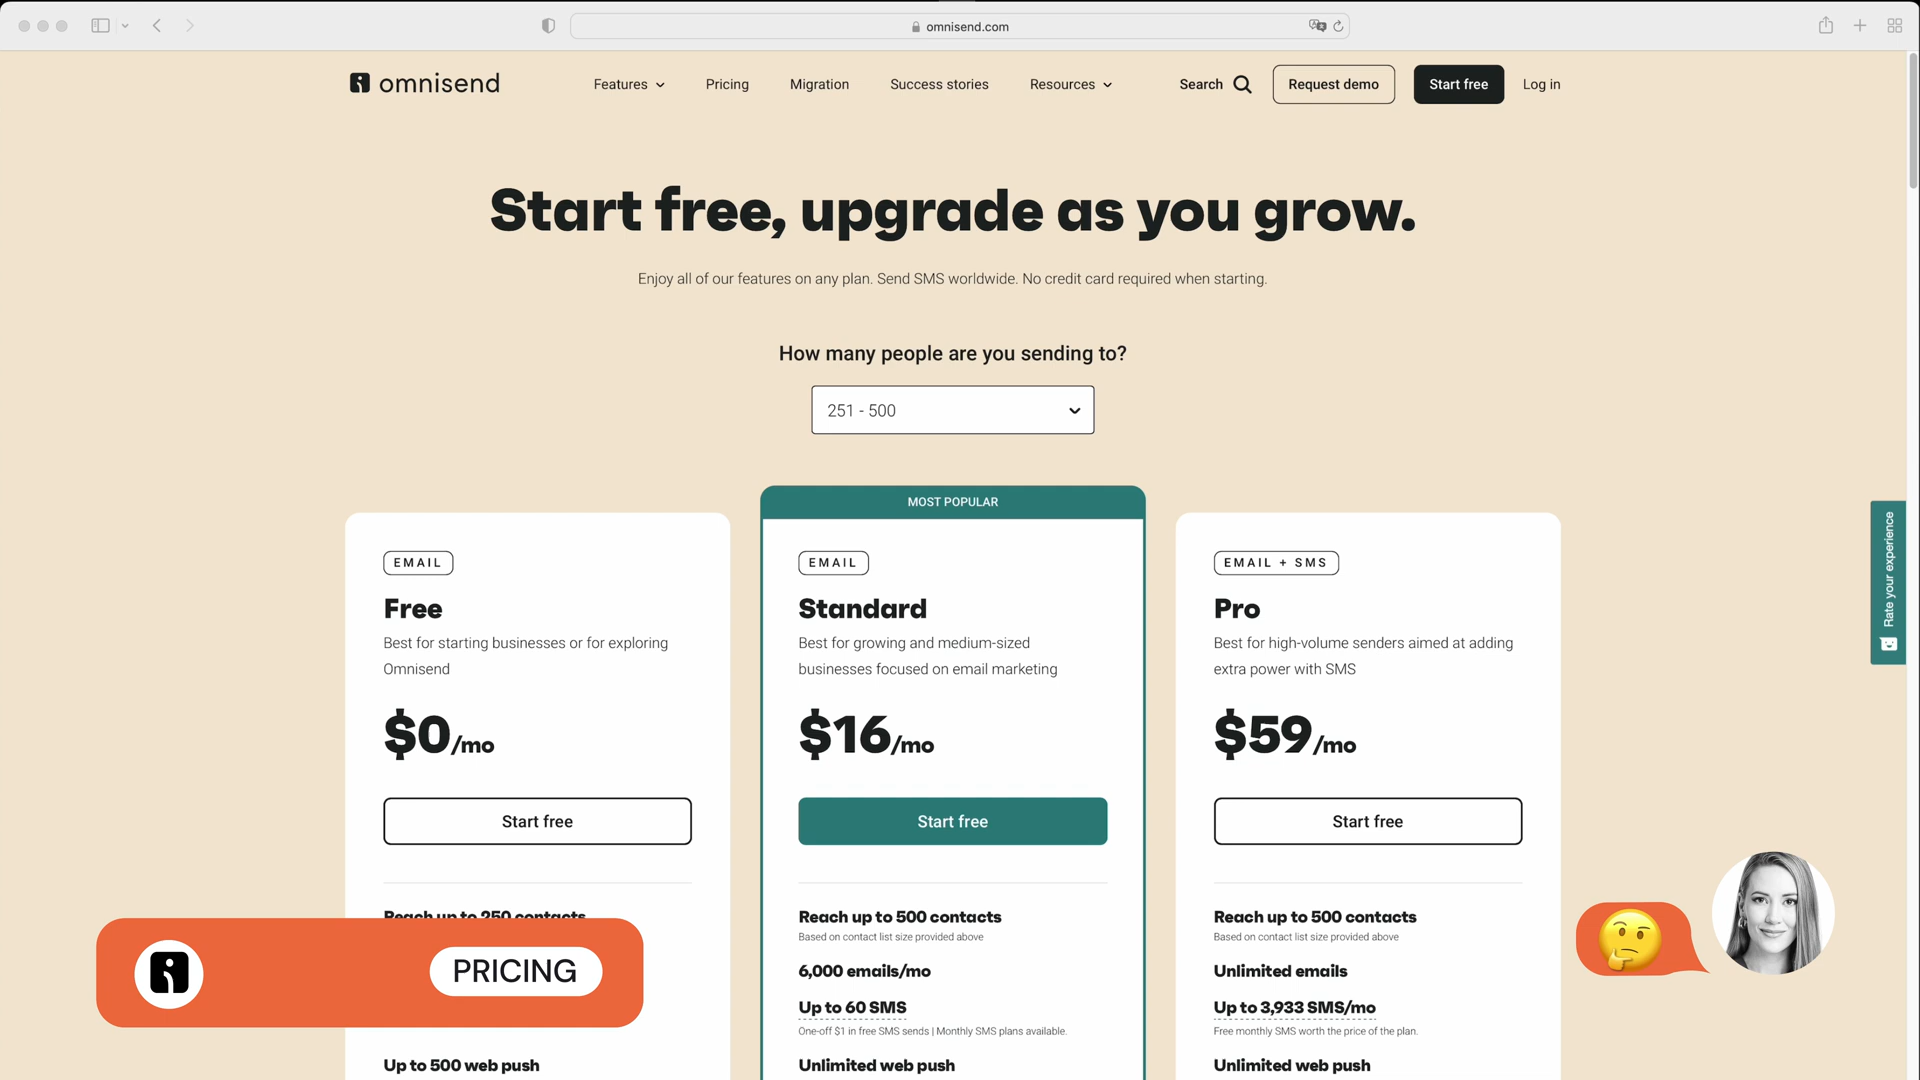 omnisend.com
omnisend
Features
Pricing
Migration
Success stories
Resources
Search
Request demo
Start free
Log in
Start free, upgrade as you grow.
Enjoy all of our features on any plan. Send SMS worldwide. No credit card required when starting.
How many people are you sending to?
251 - 500
EMAIL
Free
Best for starting businesses or for exploring
Omnisend
$0/mo
Start free
Reach up to 250 contacts
Up to 500 web push
MOST POPULAR
EMAIL
Standard
Best for growing and medium-sized
businesses focused on email marketing
$16/mo
Start free
Reach up to 500 contacts
Based on contact list size provided above
6,000 emails/mo
Up to 60 SMS
One-off $1 in free SMS sends | Monthly SMS plans available.
Unlimited web push
EMAIL + SMS
Pro
Best for high-volume senders aimed at adding
extra power with SMS
$59/mo
Start free
Reach up to 500 contacts
Based on contact list size provided above
Unlimited emails
Up to 3,933 SMS/mo
Free monthly SMS worth the price of the plan.
Unlimited web push
Rate your experience
PRICING